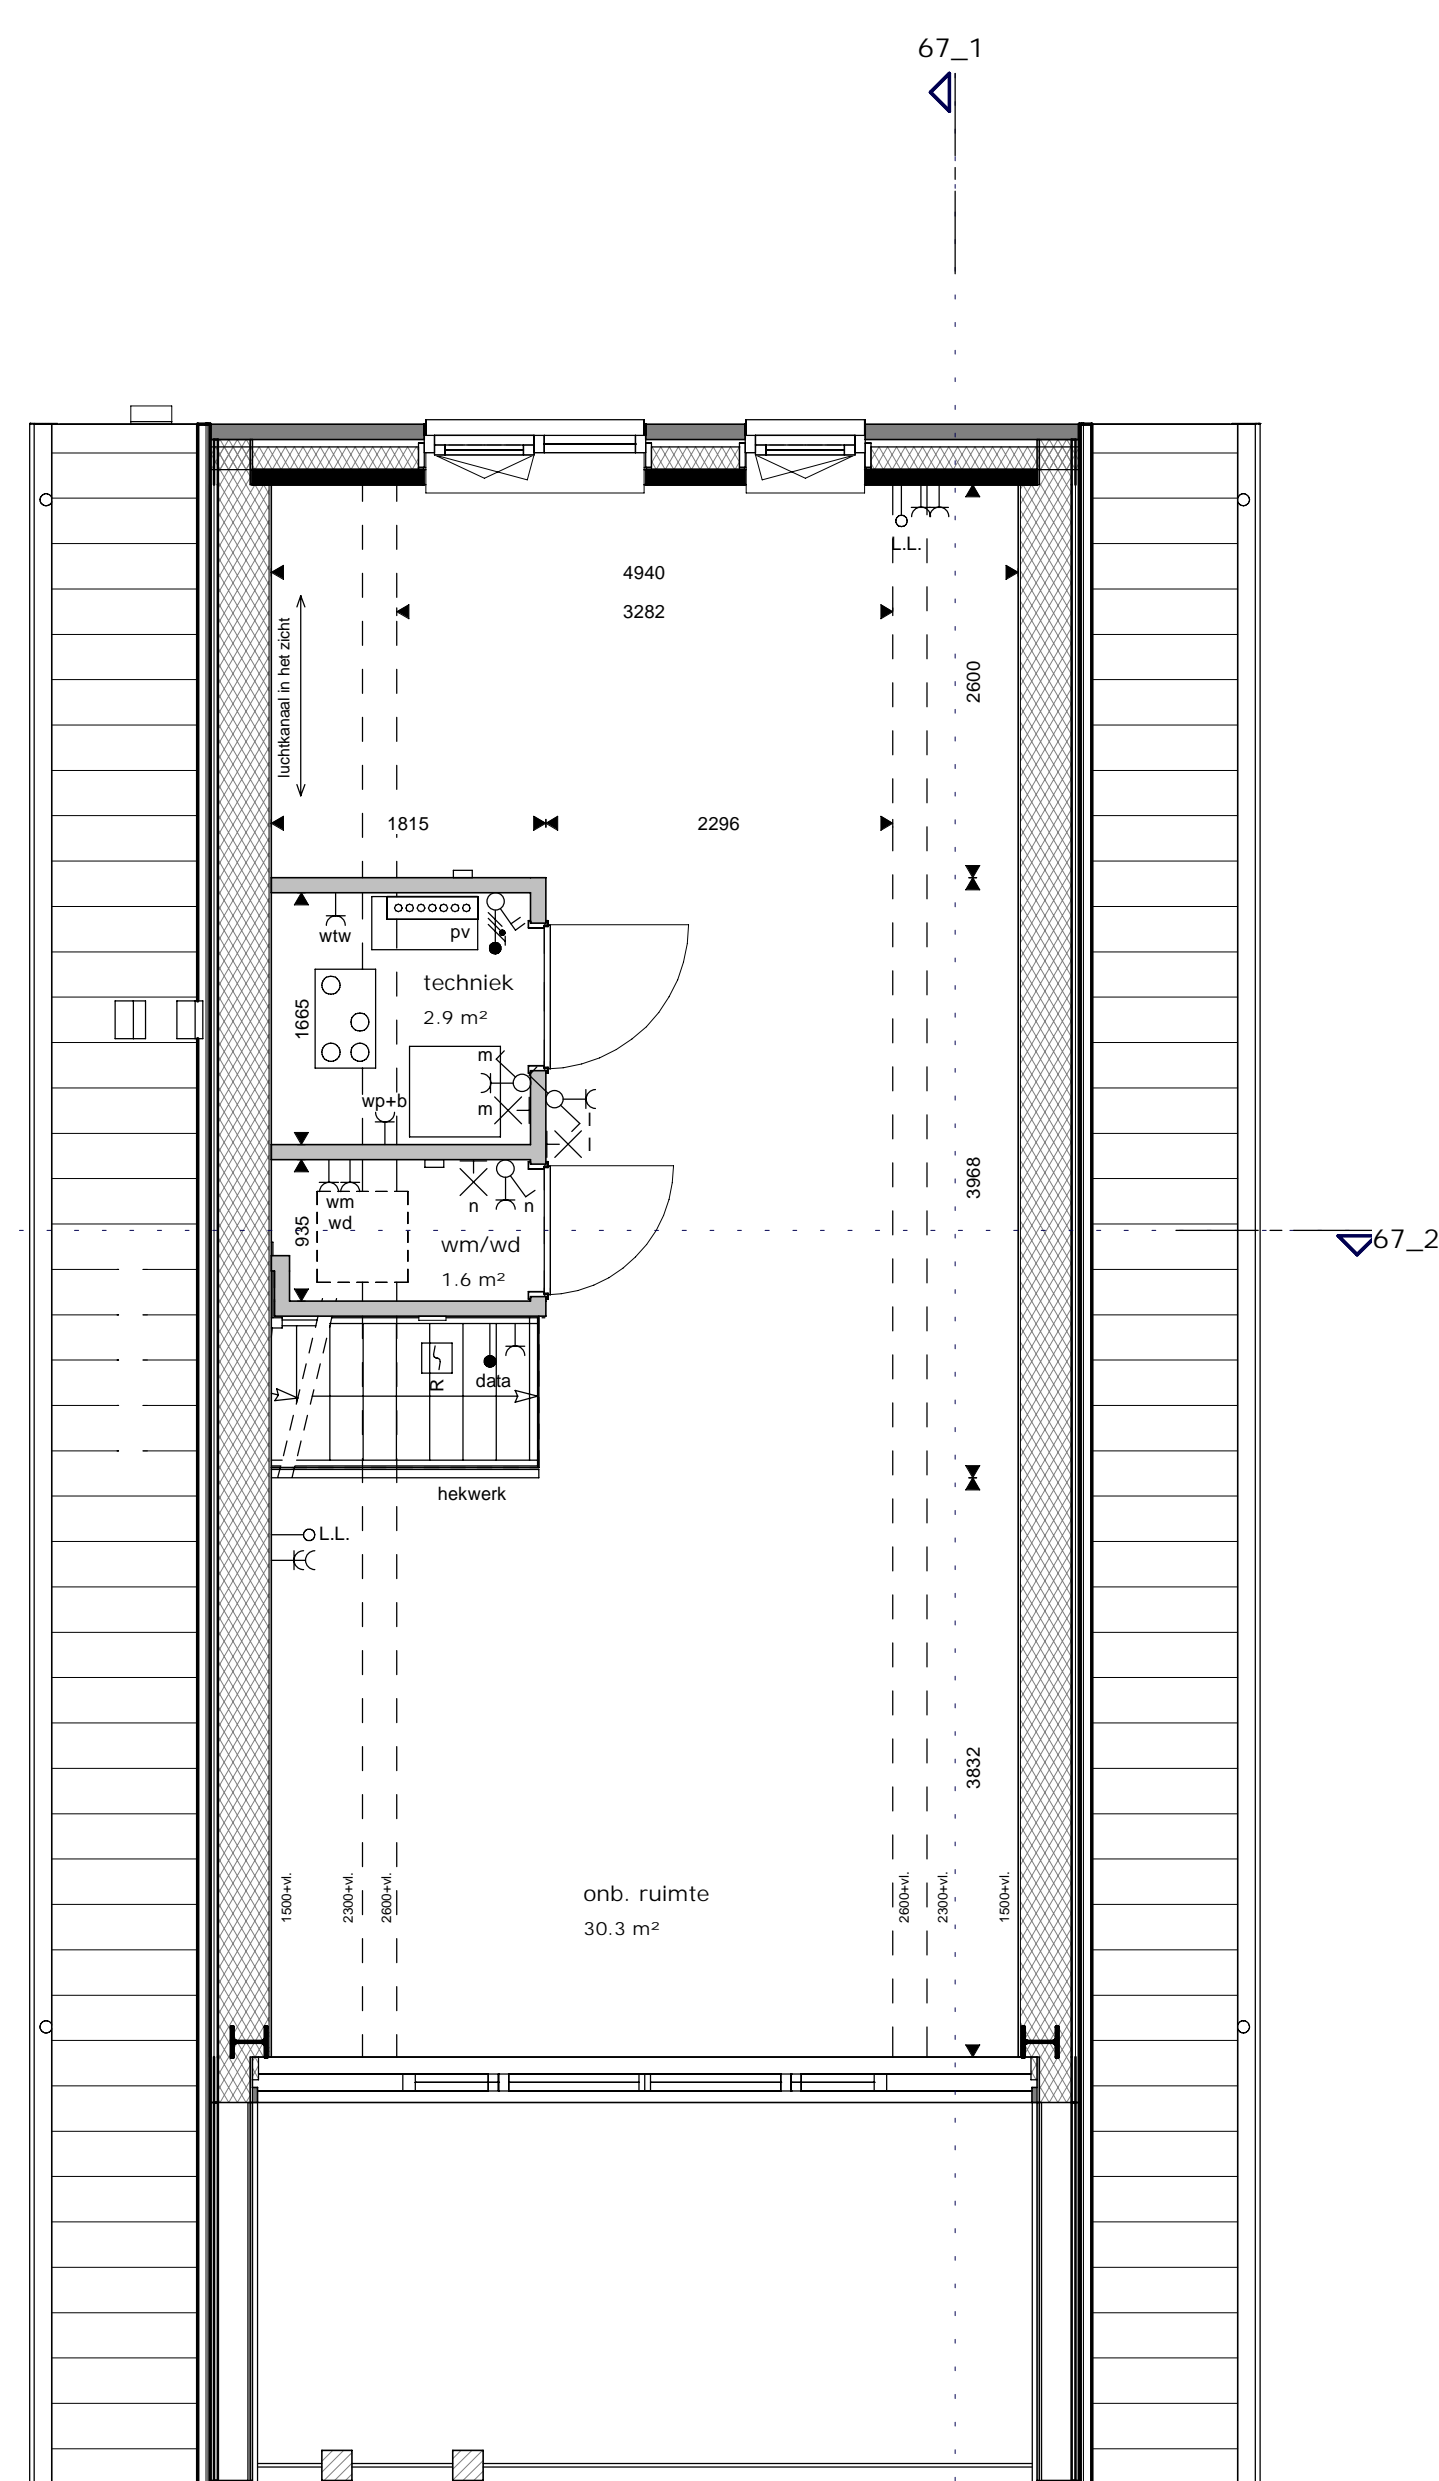 67_1
L.L.
4940
3282
luchtkanaal in het zicht
2600
1815
2296
wtw
pv
techniek
2.9 m²
1665
m
wp+b
m
l
l
3968
wm
wd
n
n
935
wm/wd
1.6 m²
67_2
R
data
hekwerk
L.L.
3832
1500+vl.
2300+vl.
2600+vl.
onb. ruimte
30.3 m²
2600+vl.
2300+vl.
1500+vl.